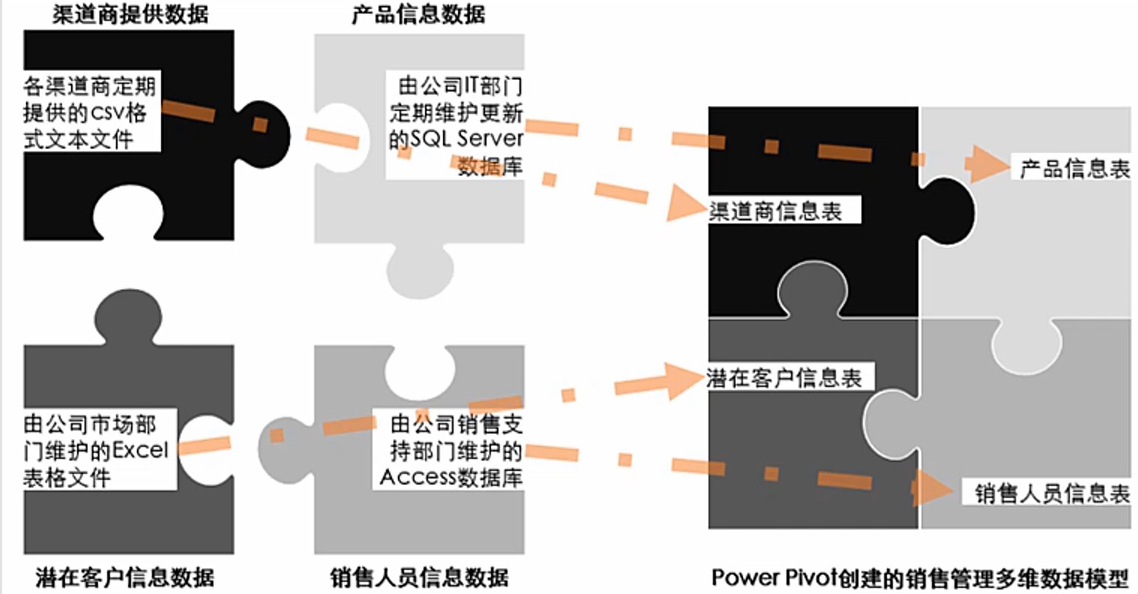 渠道商提供数据
产品信息数据
各渠道商定期
提供的csv格
式文本文件
由公司IT部门
定期维护更新
的SQL Server
数据库
产品信息表
渠道商信息表
潜在客户信息表
由公司市场部
门维护的Excel
表格文件
由公司销售支
持部门维护的
Access数据库
销售人员信息表
潜在客户信息数据
销售人员信息数据
Power Pivot创建的销售管理多维数据模型